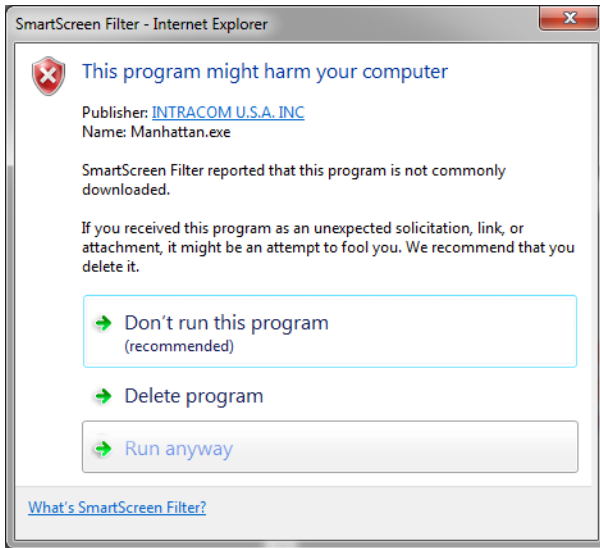 SmartScreen Filter - Internet Explorer
This program might harm your computer
Publisher: INTRACOM U.S.A. INC
Name: Manhattan.exe
SmartScreen Filter reported that this program is not commonly
downloaded.
If you received this program as an unexpected solicitation, link, or
attachment, it might be an attempt to fool you. We recommend that you
delete it.
Don't run this program
(recommended)
Delete program
Run anyway
What's SmartScreen Filter?